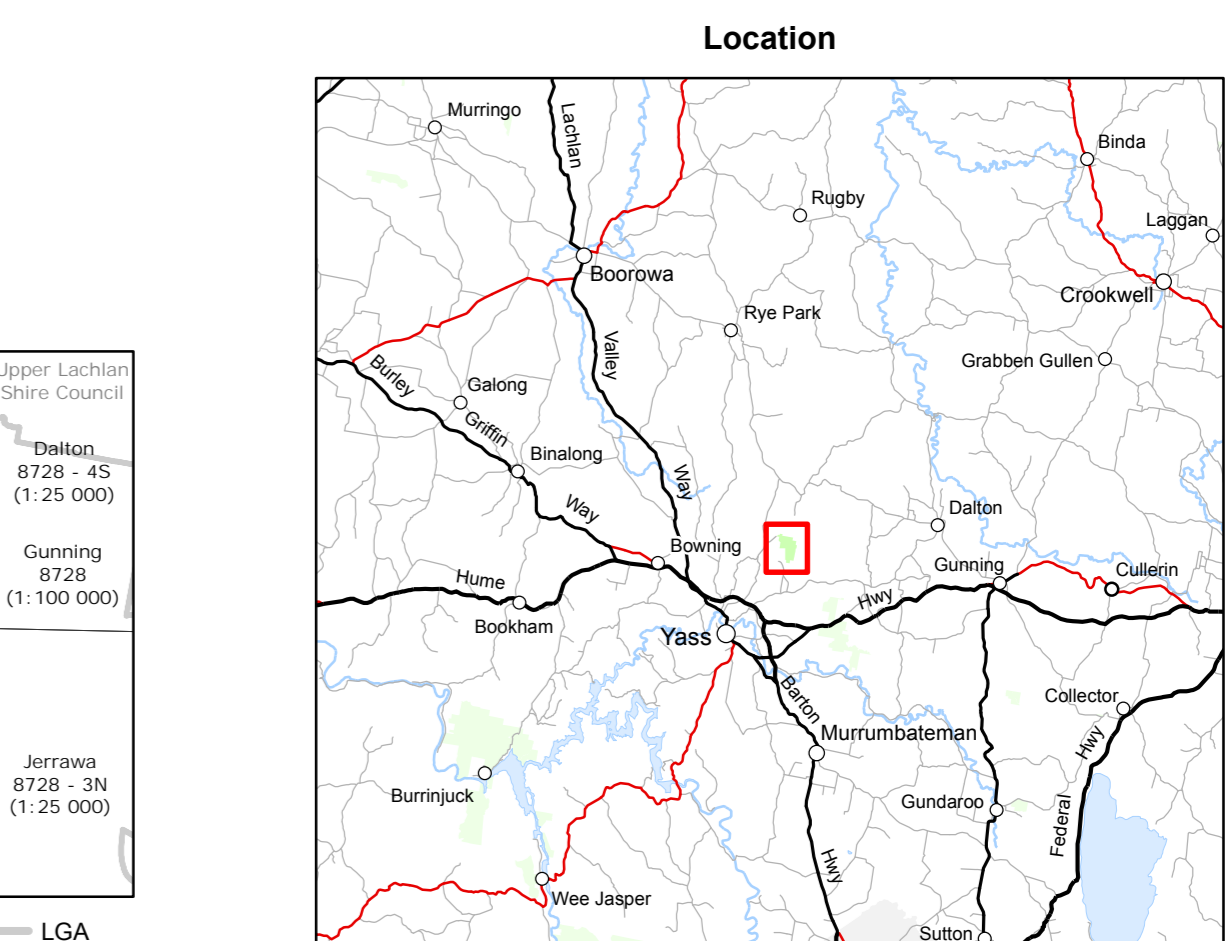 Location
Murringo
Lachlan
Binda
Rugby
Laggan
Boorowa
Crookwell
Rye Park
Valley
Grabben Gullen
Burley
Galong
Griffin
Binalong
Way
Way
Dalton
Bowning
Gunning
Cullerin
Hume
Hwy
Bookham
Yass
Barton
Collector
Murrumbateman
Hwy
Burrinjuck
Gundaroo
Federal
Hwy
Wee Jasper
Sutton
Upper Lachlan
Shire Council
Dalton
8728 - 4S
(1:25 000)
Gunning
8728
(1:100 000)
Jerrawa
8728 - 3N
(1:25 000)
LGA